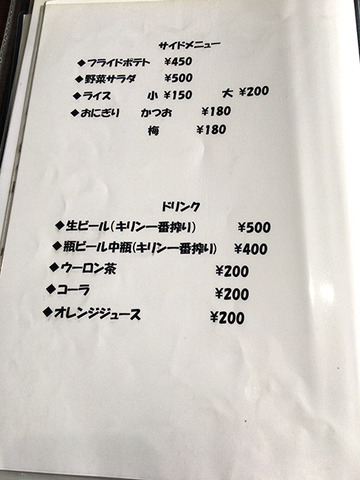 サイドメニュー
◆フライドポテト ¥450
◆野菜サラダ ¥500
◆ライス 小 ¥150 大 ¥200
◆おにぎり かつお ¥180
梅 ¥180
ドリンク
◆生ビール(キリン一番搾り) ¥500
◆瓶ビール中瓶(キリン一番搾り) ¥400
◆ウーロン茶 ¥200
◆コーラ ¥200
◆オレンジジュース ¥200